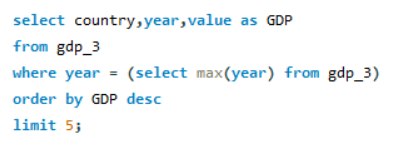 select country,year,value as GDP
from gdp_3
where year = (select max(year) from gdp_3)
order by GDP desc
limit 5;